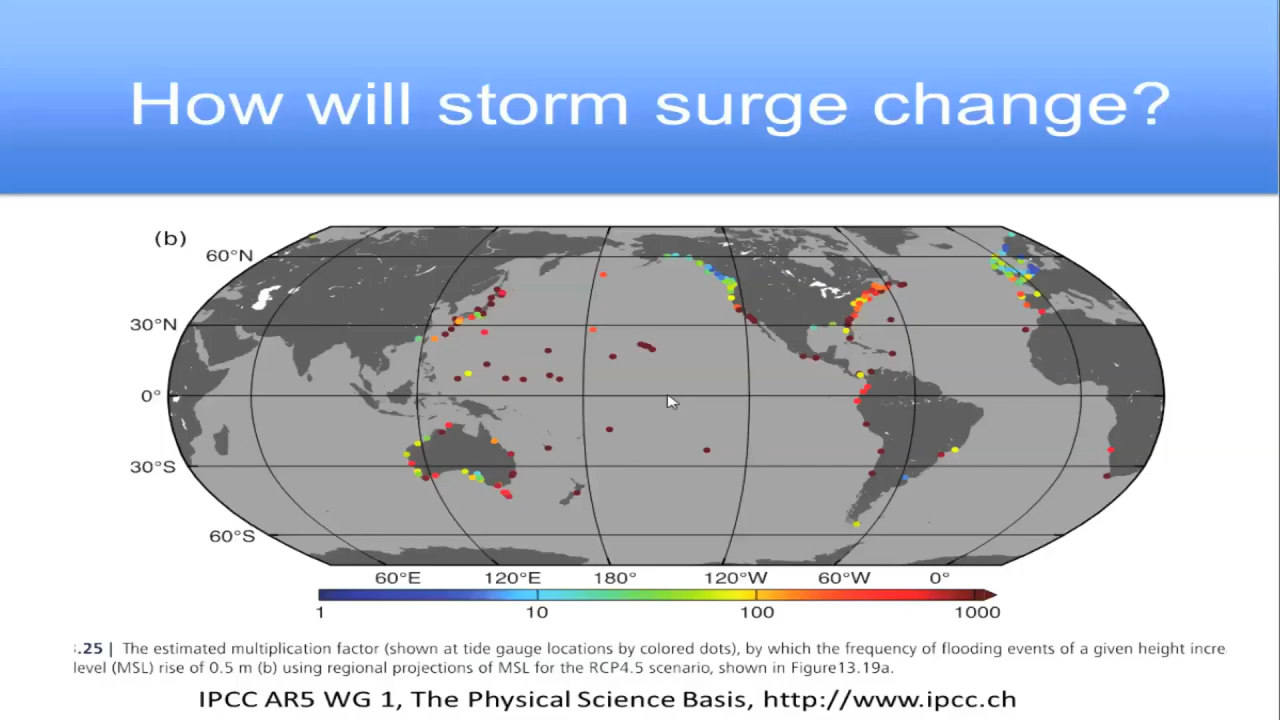 How will storm surge change?
(b)
60°N
30°N
0°
30°S
60°S
60°E 120°E 180° 120°W 60°W 0°
1 10 100 1000
.25 | The estimated multiplication factor (shown at tide gauge locations by colored dots), by which the frequency of flooding events of a given height incre
level (MSL) rise of 0.5 m (b) using regional projections of MSL for the RCP4.5 scenario, shown in Figure13.19a.
IPCC AR5 WG 1, The Physical Science Basis, http://www.ipcc.ch